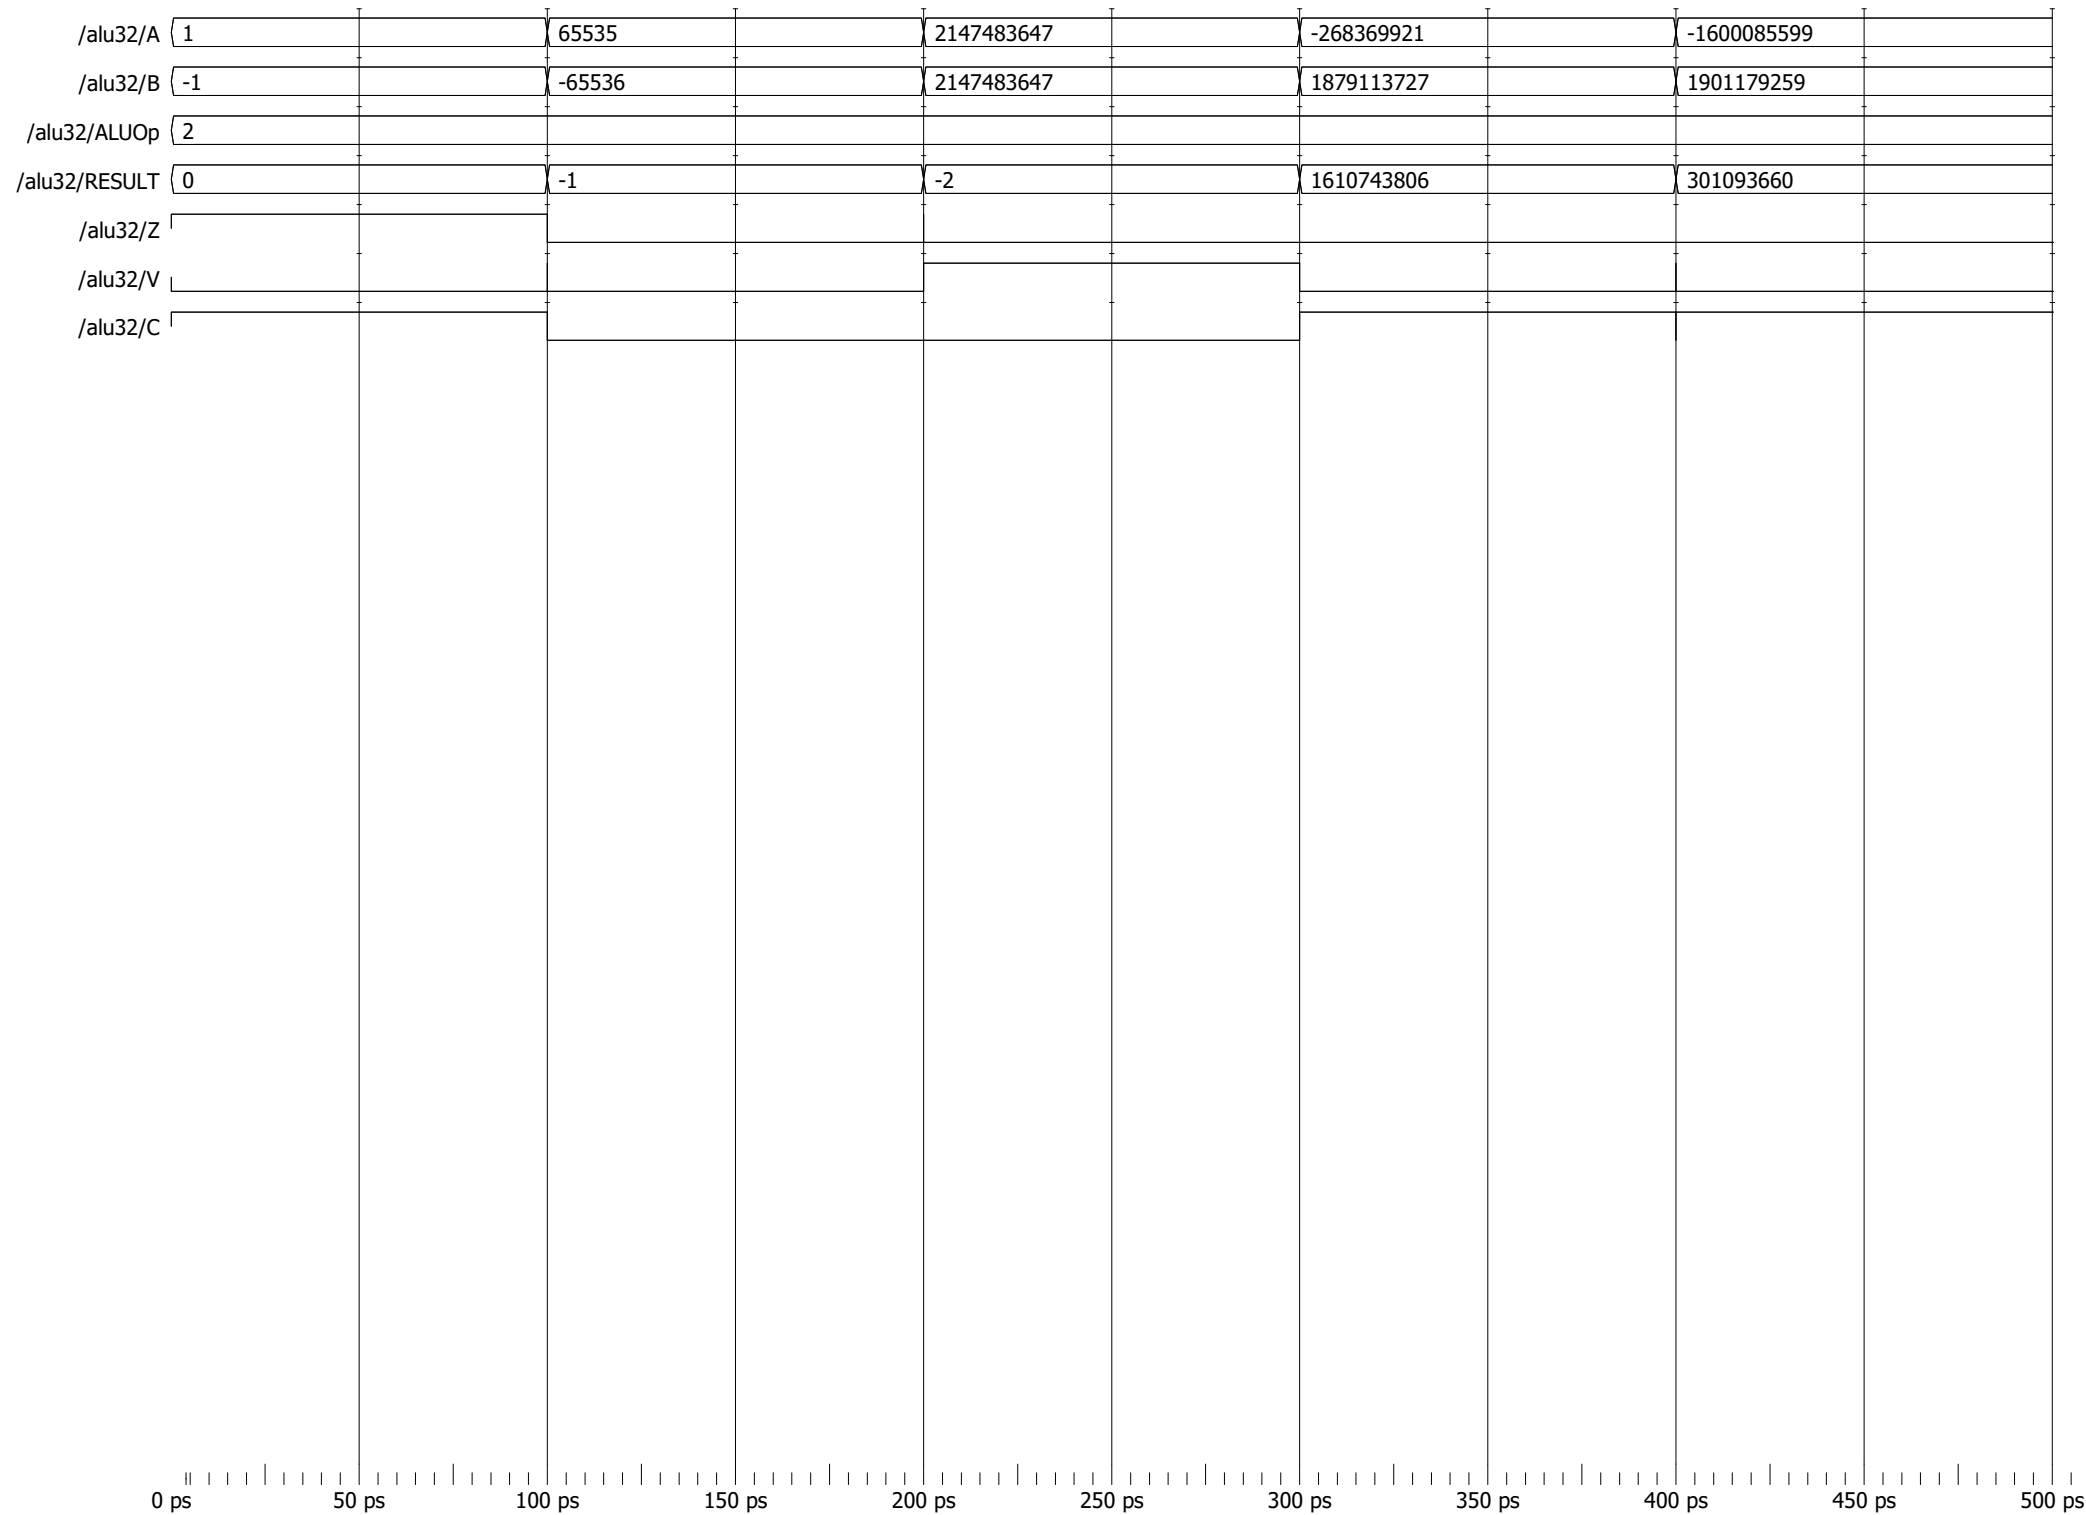 /alu32/A 1 65535 2147483647 -268369921 -1600085599
/alu32/B -1 -65536 2147483647 1879113727 1901179259
/alu32/ALUOp 2
/alu32/RESULT 0 -1 -2 1610743806 301093660
/alu32/Z
/alu32/V
/alu32/C
0 ps 50 ps 100 ps 150 ps 200 ps 250 ps 300 ps 350 ps 400 ps 450 ps 500 ps